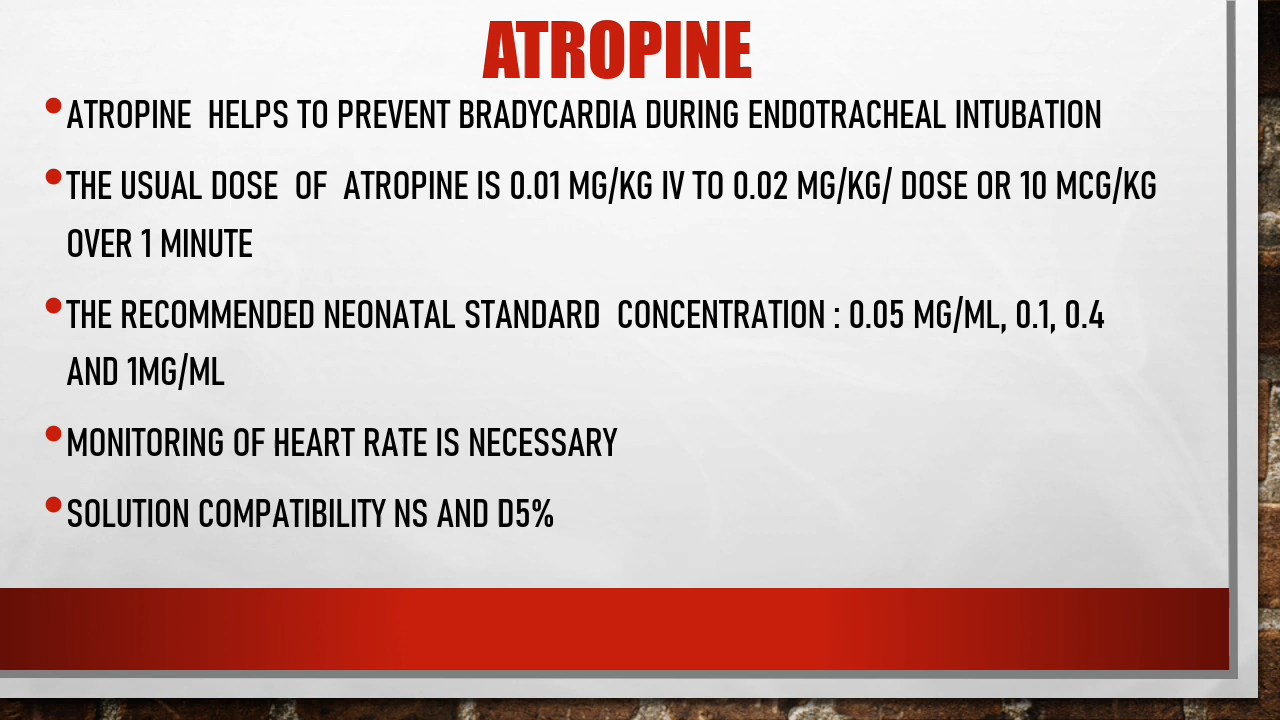 ATROPINE
•ATROPINE  HELPS TO PREVENT BRADYCARDIA DURING ENDOTRACHEAL INTUBATION
•THE USUAL DOSE  OF  ATROPINE IS 0.01 MG/KG IV TO 0.02 MG/KG/ DOSE OR 10 MCG/KG
OVER 1 MINUTE
•THE RECOMMENDED NEONATAL STANDARD  CONCENTRATION : 0.05 MG/ML, 0.1, 0.4
AND 1MG/ML
•MONITORING OF HEART RATE IS NECESSARY
•SOLUTION COMPATIBILITY NS AND D5%